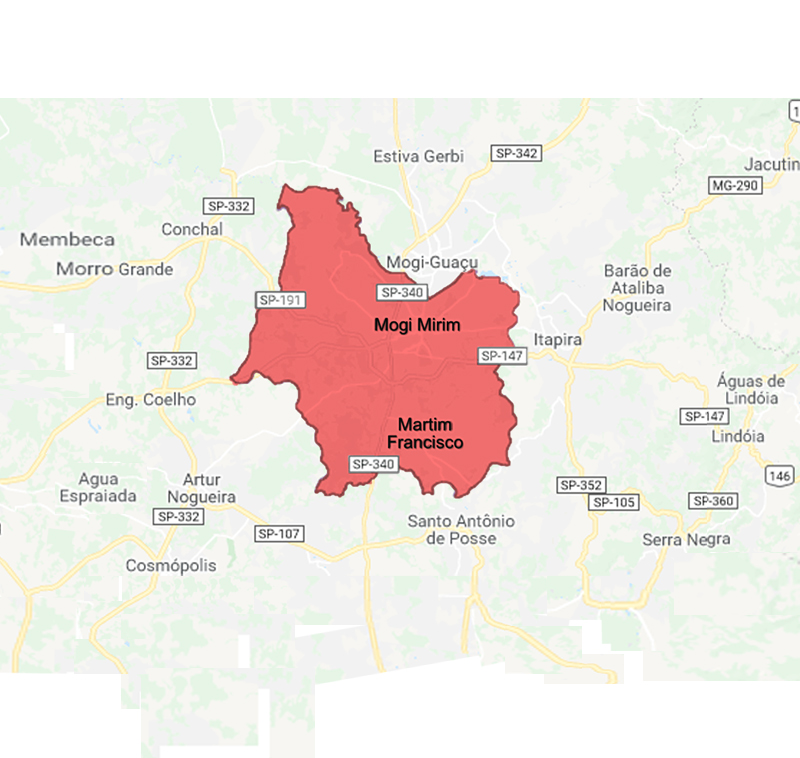 1
Estiva Gerbi
SP-342
Jacutin
MG-290
SP-332
Conchal
Membeca
Morro Grande
Mogi-Guaçu
Barão de
Ataliba
Nogueira
SP-191
SP-340
Mogi Mirim
Itapira
SP-147
SP-332
Eng. Coelho
Águas de
Lindóia
SP-147
Lindóia
Martim
Francisco
SP-340
146
Agua
Espraiada
Artur
Nogueira
SP-332
SP-352
SP-105
SP-360
Santo Antônio
de Posse
SP-107
Serra Negra
Cosmópolis